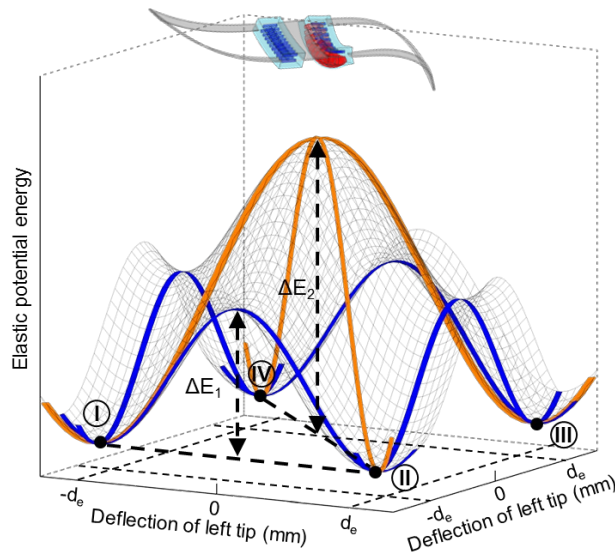 Elastic potential energy
ΔE₂
ΔE₁
IV
I
III
II
-dₑ
0
dₑ
Deflection of left tip (mm)
-dₑ
0
dₑ
Deflection of left tip (mm)